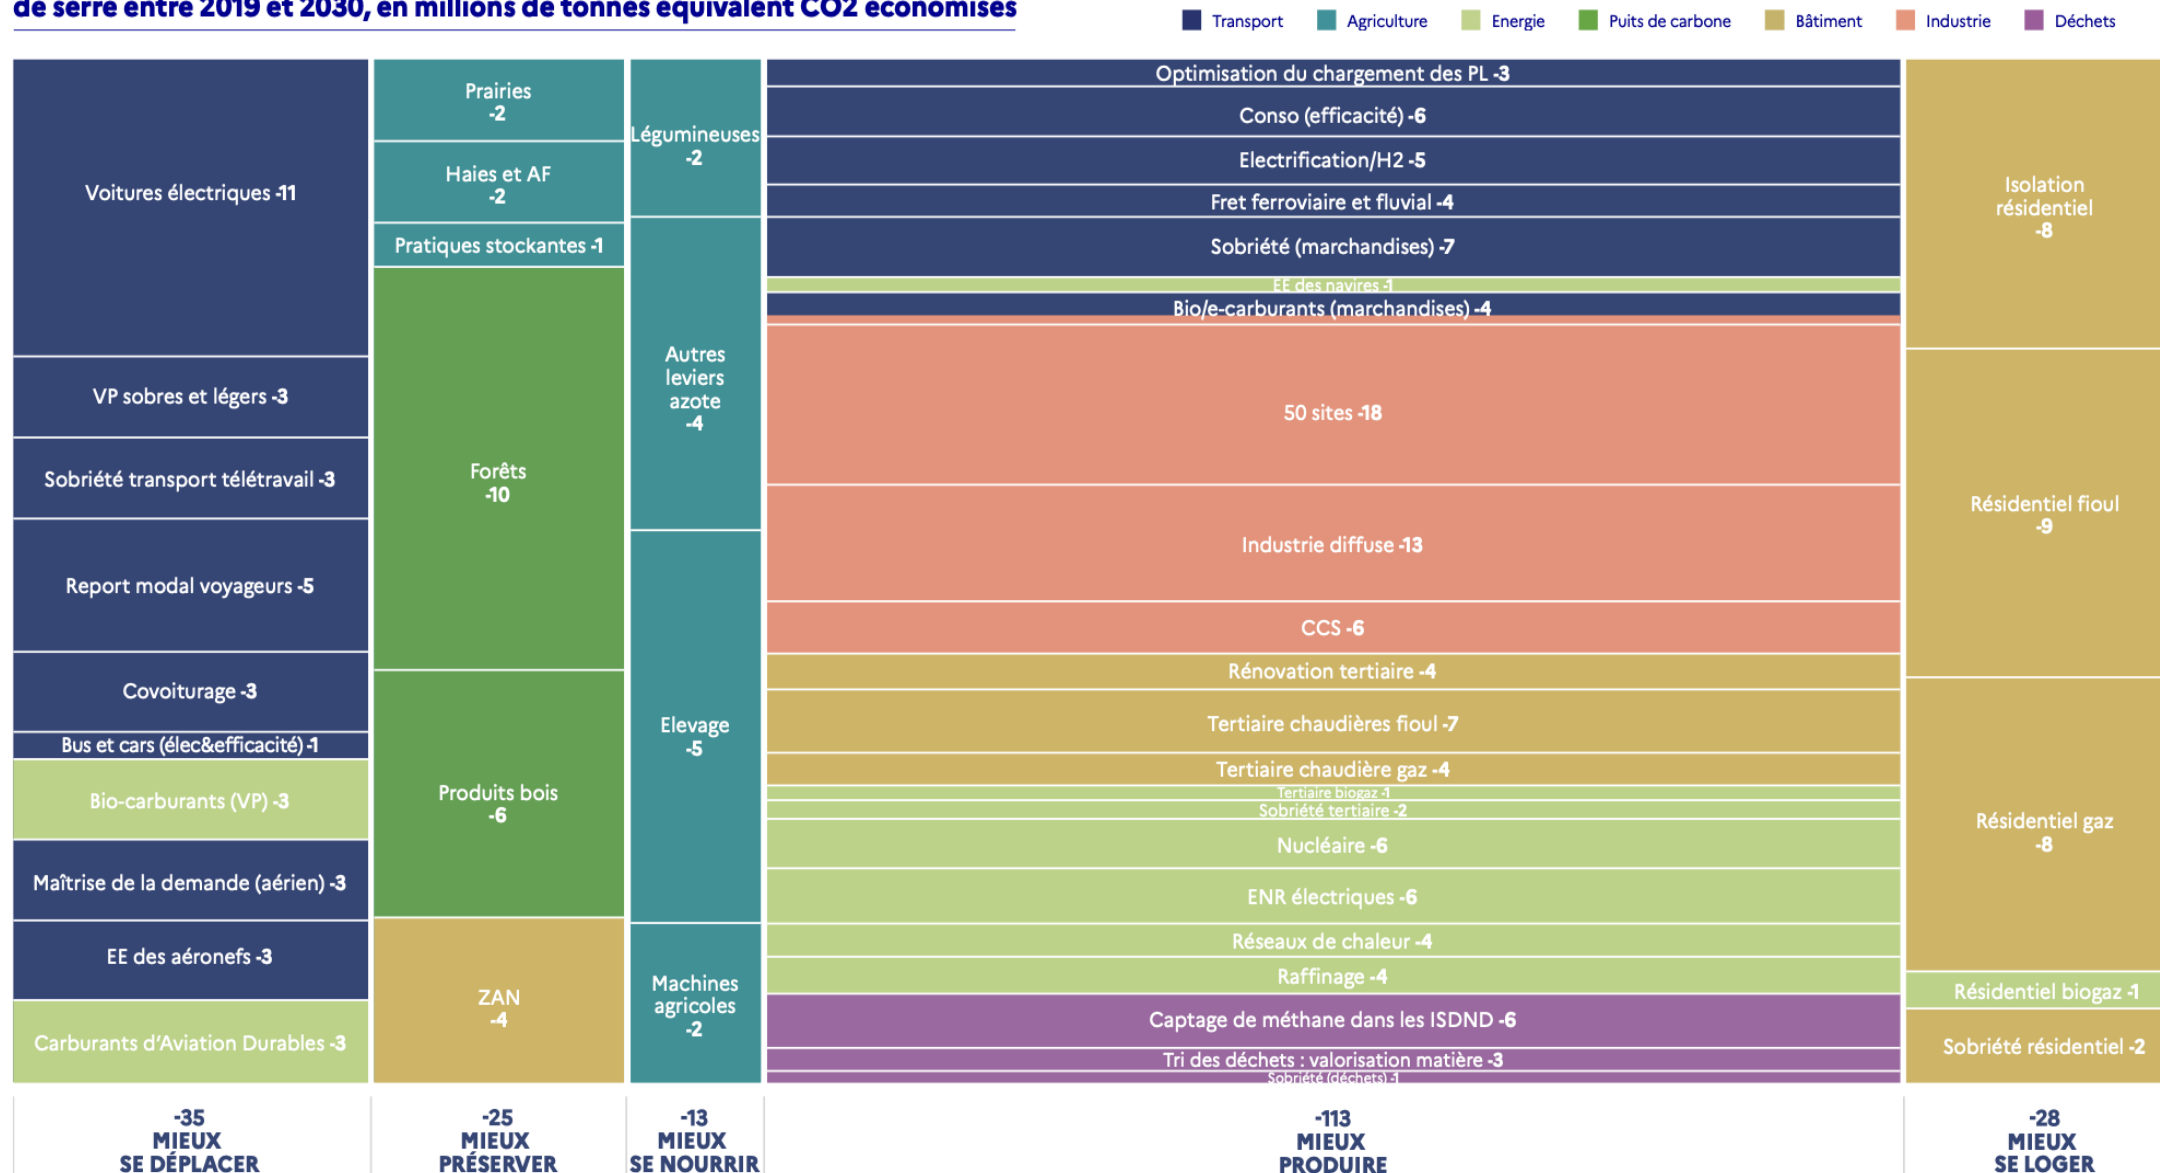 de serre entre 2019 et 2030, en millions de tonnes équivalent CO2 économisés
Transport
Agriculture
Energie
Puits de carbone
Bâtiment
Industrie
Déchets
Voitures électriques -11
VP sobres et légers -3
Sobriété transport télétravail -3
Report modal voyageurs -5
Covoiturage -3
Bus et cars (élec&efficacité) -1
Bio-carburants (VP) -3
Maîtrise de la demande (aérien) -3
EE des aéronefs -3
Carburants d’Aviation Durables -3
-35
MIEUX
SE DÉPLACER
Prairies
-2
Haies et AF
-2
Pratiques stockantes -1
Forêts
-10
Produits bois
-6
ZAN
-4
-25
MIEUX
PRÉSERVER
Légumineuses
-2
Autres
leviers
azote
-4
Elevage
-5
Machines
agricoles
-2
-13
MIEUX
SE NOURRIR
Optimisation du chargement des PL -3
Conso (efficacité) -6
Electrification/H2 -5
Fret ferroviaire et fluvial -4
Sobriété (marchandises) -7
EE des navires -1
Bio/e-carburants (marchandises) -4
50 sites -18
Industrie diffuse -13
CCS -6
Rénovation tertiaire -4
Tertiaire chaudières fioul -7
Tertiaire chaudière gaz -4
Tertiaire biogaz -1
Sobriété tertiaire -2
Nucléaire -6
ENR électriques -6
Réseaux de chaleur -4
Raffinage -4
Captage de méthane dans les ISDND -6
Tri des déchets : valorisation matière -3
Sobriété (déchets) -1
-113
MIEUX
PRODUIRE
Isolation
résidentiel
-8
Résidentiel fioul
-9
Résidentiel gaz
-8
Résidentiel biogaz -1
Sobriété résidentiel -2
-28
MIEUX
SE LOGER